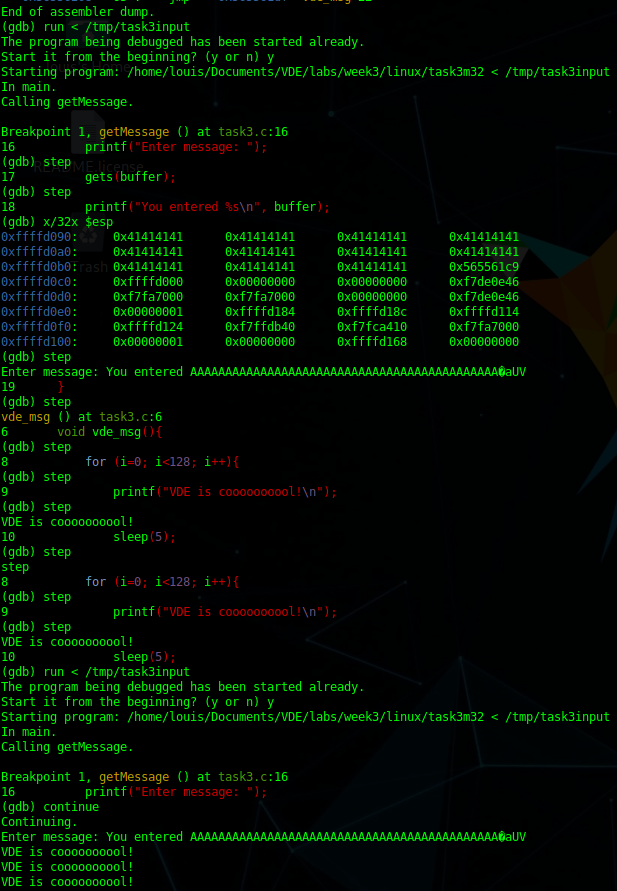 End of assembler dump.
(gdb) run < /tmp/task3input
The program being debugged has been started already.
Start it from the beginning? (y or n) y
Starting program: /home/louis/Documents/VDE/labs/week3/linux/task3m32 < /tmp/task3input
In main.
Calling getMessage.

Breakpoint 1, getMessage () at task3.c:16
16          printf("Enter message: ");
(gdb) step
17          gets(buffer);
(gdb) step
18          printf("You entered %s\n", buffer);
(gdb) x/32x $esp
0xffffd090:     0x41414141      0x41414141      0x41414141      0x41414141
0xffffd0a0:     0x41414141      0x41414141      0x41414141      0x41414141
0xffffd0b0:     0x41414141      0x41414141      0x41414141      0x565561c9
0xffffd0c0:     0xffffd000      0x00000000      0x00000000      0xf7de0e46
0xffffd0d0:     0xf7fa7000      0xf7fa7000      0x00000000      0xf7de0e46
0xffffd0e0:     0x00000001      0xffffd184      0xffffd18c      0xffffd114
0xffffd0f0:     0xffffd124      0xf7ffdb40      0xf7fca410      0xf7fa7000
0xffffd100:     0x00000001      0x00000000      0xffffd168      0x00000000
(gdb) step
Enter message: You entered AAAAAAAAAAAAAAAAAAAAAAAAAAAAAAAAAAAAAAAAAAAA�aUV
19      }
(gdb) step
vde_msg () at task3.c:6
6       void vde_msg(){
(gdb) step
8           for (i=0; i<128; i++){
(gdb) step
9               printf("VDE is coooooooool!\n");
(gdb) step
VDE is coooooooool!
10              sleep(5);
(gdb) step
step
8           for (i=0; i<128; i++){
(gdb) step
9               printf("VDE is coooooooool!\n");
(gdb) step
VDE is coooooooool!
10              sleep(5);
(gdb) run < /tmp/task3input
The program being debugged has been started already.
Start it from the beginning? (y or n) y
Starting program: /home/louis/Documents/VDE/labs/week3/linux/task3m32 < /tmp/task3input
In main.
Calling getMessage.

Breakpoint 1, getMessage () at task3.c:16
16          printf("Enter message: ");
(gdb) continue
Continuing.
Enter message: You entered AAAAAAAAAAAAAAAAAAAAAAAAAAAAAAAAAAAAAAAAAAAA�aUV
VDE is coooooooool!
VDE is coooooooool!
VDE is coooooooool!